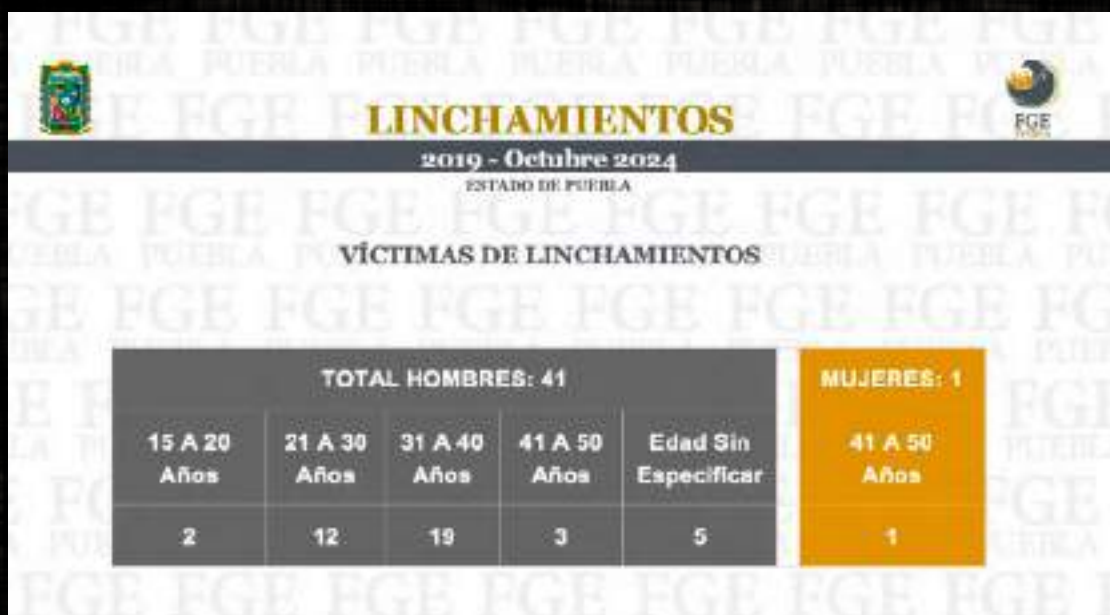 LINCHAMIENTOS
FGE
2019 - Octubre 2024
ESTADO DE PUEBLA
VÍCTIMAS DE LINCHAMIENTOS
TOTAL HOMBRES: 41
MUJERES: 1
15 A 20 Años
21 A 30 Años
31 A 40 Años
41 A 50 Años
Edad Sin Especificar
41 A 50 Años
2
12
19
3
5
1